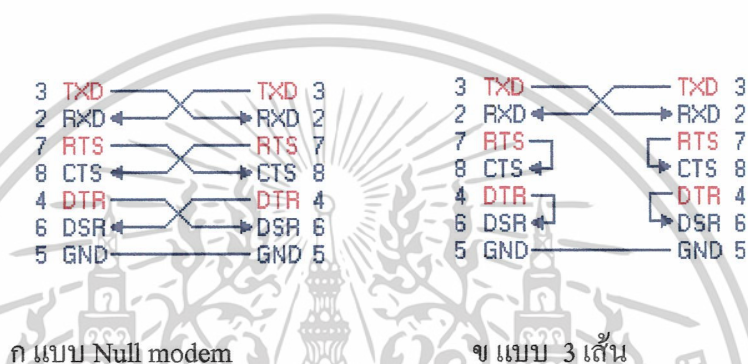 3 TXD TXD 3 3 TXD TXD 3
2 RXD RXD 2 2 RXD RXD 2
7 RTS RTS 7 7 RTS RTS 7
8 CTS CTS 8 8 CTS CTS 8
4 DTR DTR 4 4 DTR DTR 4
6 DSR DSR 6 6 DSR DSR 6
5 GND GND 5 5 GND GND 5
ก แบบ Null modem ข แบบ 3 เส้น